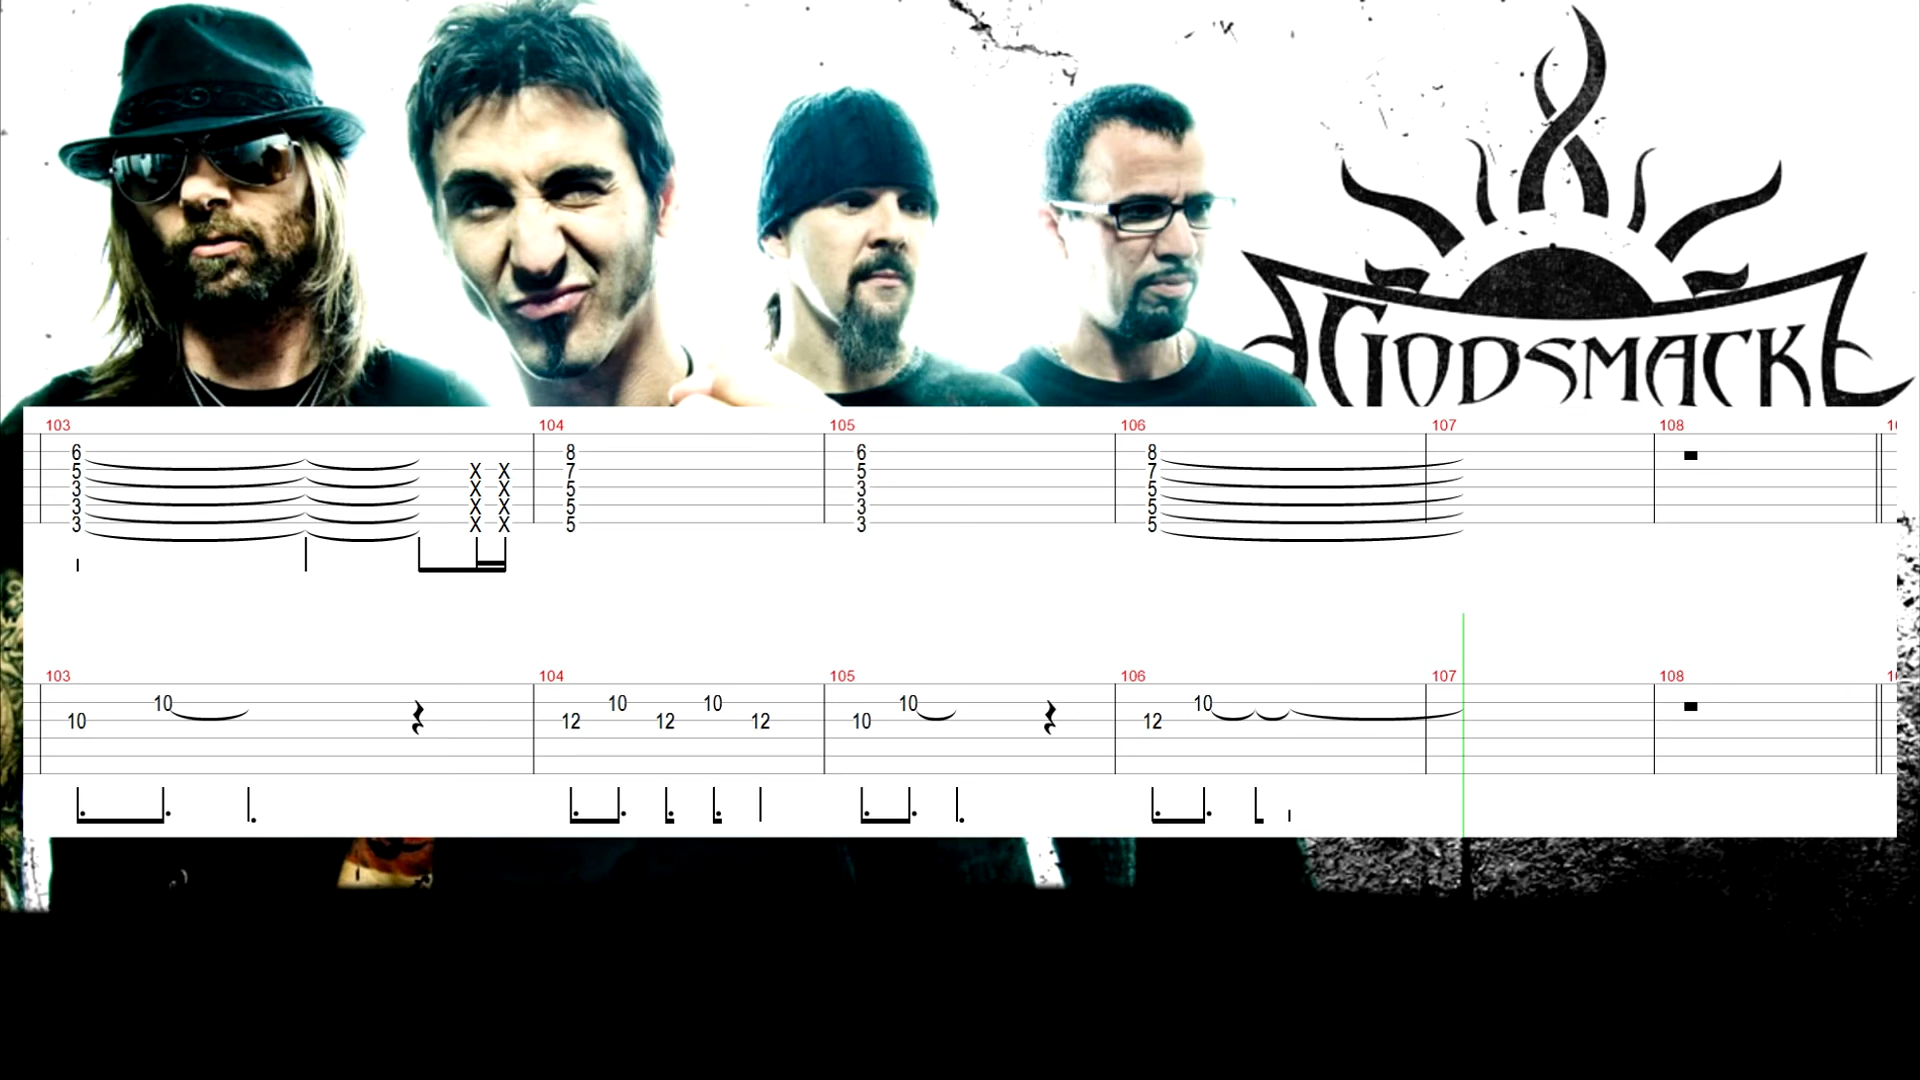 GODSMACK
103 104 105 106 107 108 10
6 8 6 8
5 X X 7 5 7
3 X X 5 3 5
3 X X 5 3 5
3 X X 5 3 5
103 104 105 106 107 108 10
10 10 10 10 10
10 12 12 12 10 12